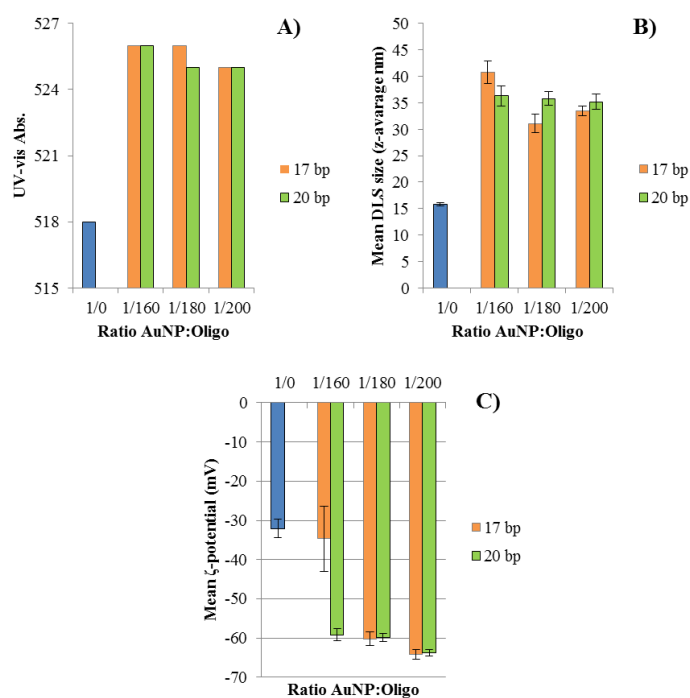 A)
UV-vis Abs.
527
524
521
518
515
1/0 1/160 1/180 1/200
Ratio AuNP:Oligo
17 bp
20 bp
B)
Mean DLS size (z-avarage nm)
50
45
40
35
30
25
20
15
10
5
0
1/0 1/160 1/180 1/200
Ratio AuNP:Oligo
17 bp
20 bp
C)
1/0 1/160 1/180 1/200
Mean ζ-potential (mV)
0
-10
-20
-30
-40
-50
-60
-70
Ratio AuNP:Oligo
17 bp
20 bp